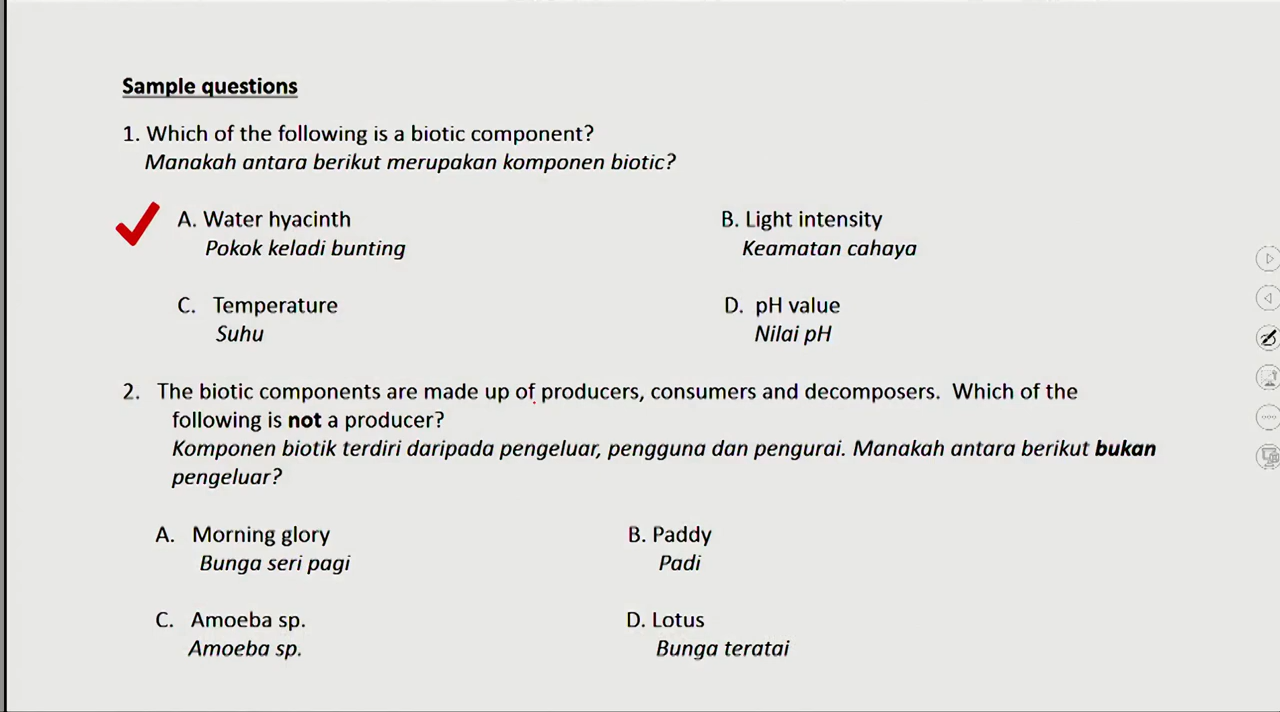 Sample questions
1. Which of the following is a biotic component?
Manakah antara berikut merupakan komponen biotic?
A. Water hyacinth
Pokok keladi bunting
B. Light intensity
Keamatan cahaya
C. Temperature
Suhu
D. pH value
Nilai pH
2. The biotic components are made up of producers, consumers and decomposers. Which of the
following is not a producer?
Komponen biotik terdiri daripada pengeluar, pengguna dan pengurai. Manakah antara berikut bukan
pengeluar?
A. Morning glory
Bunga seri pagi
B. Paddy
Padi
C. Amoeba sp.
Amoeba sp.
D. Lotus
Bunga teratai